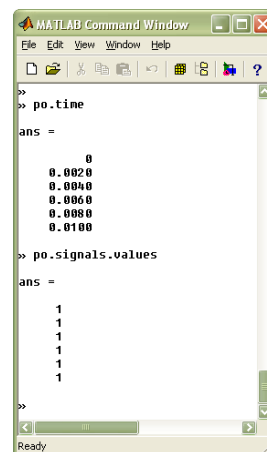 MATLAB Command Window
File Edit View Window Help
?
»
» po.time
ans =
0
0.0020
0.0040
0.0060
0.0080
0.0100
» po.signals.values
ans =
1
1
1
1
1
1
»
Ready